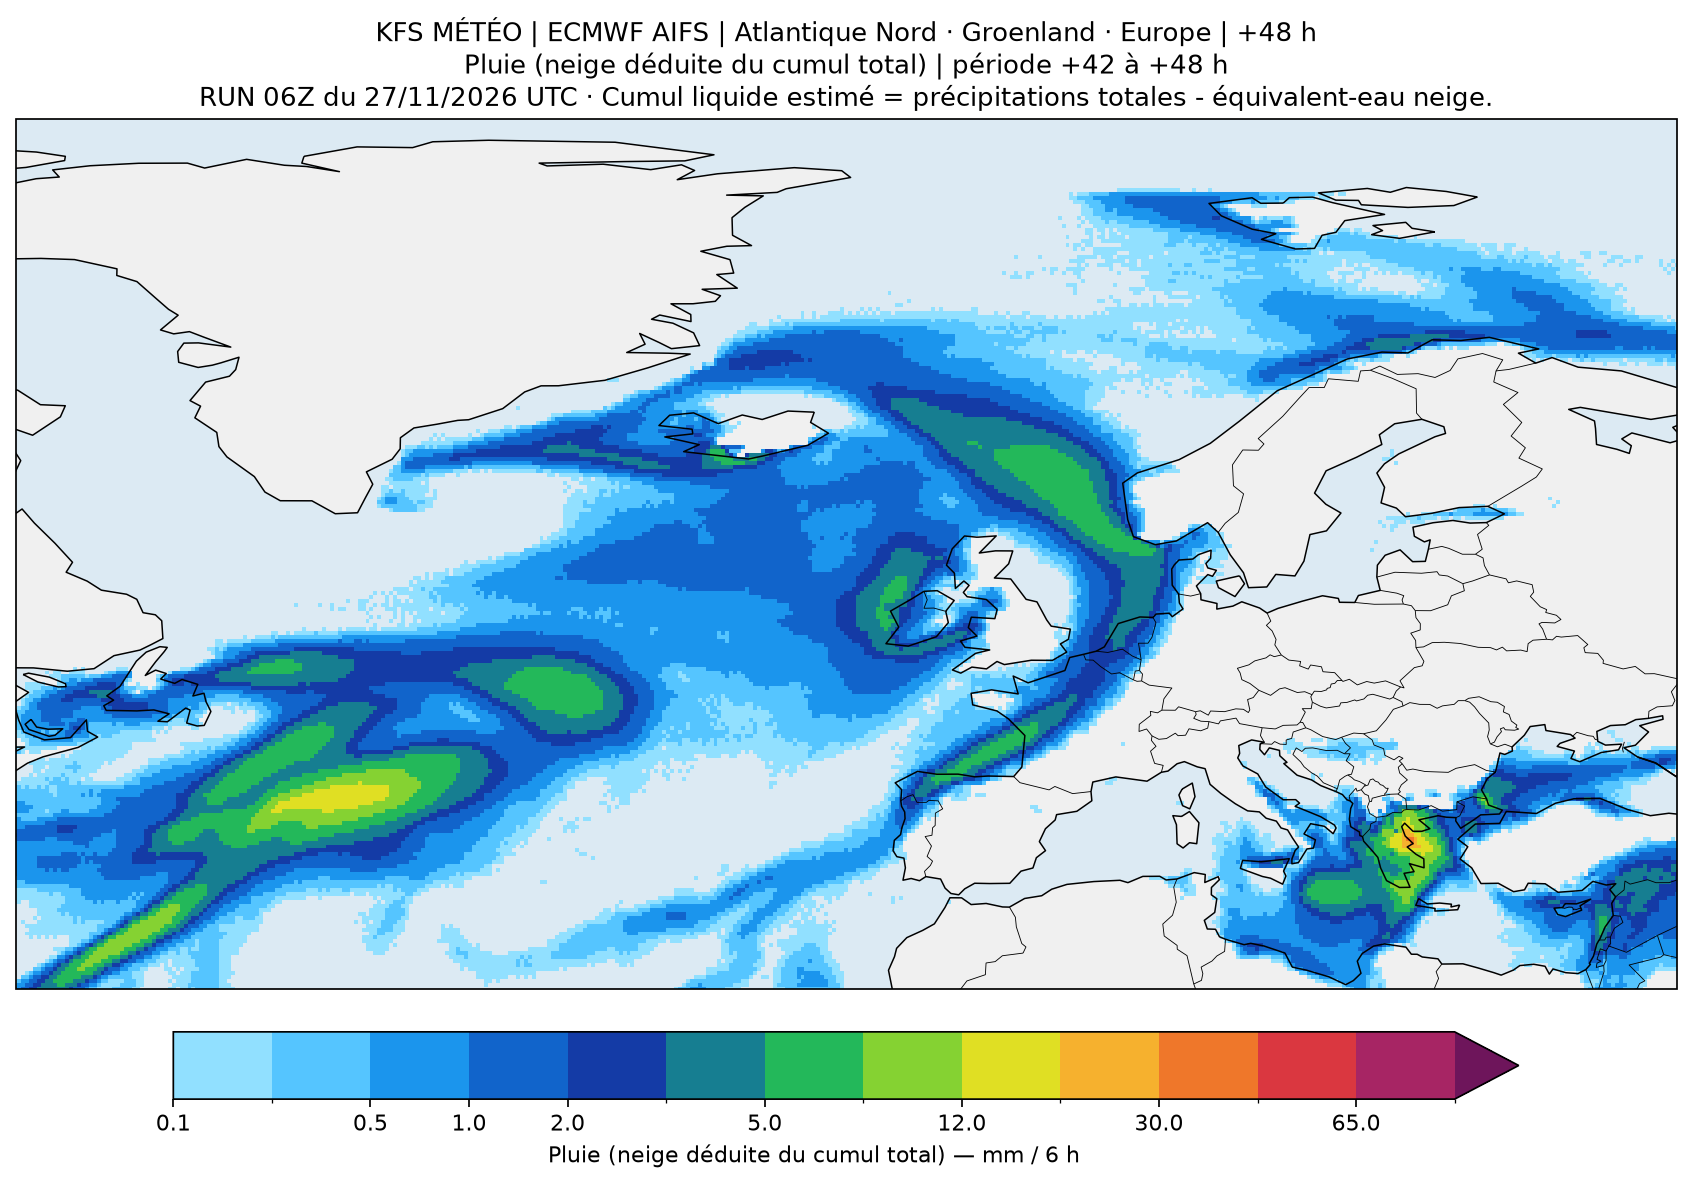 KFS MÉTÉO | ECMWF AIFS | Atlantique Nord · Groenland · Europe | +48 h
Pluie (neige déduite du cumul total) | période +42 à +48 h
RUN 06Z du 27/11/2026 UTC · Cumul liquide estimé = précipitations totales - équivalent-eau neige.
0.1 0.5 1.0 2.0 5.0 12.0 30.0 65.0
Pluie (neige déduite du cumul total) — mm / 6 h